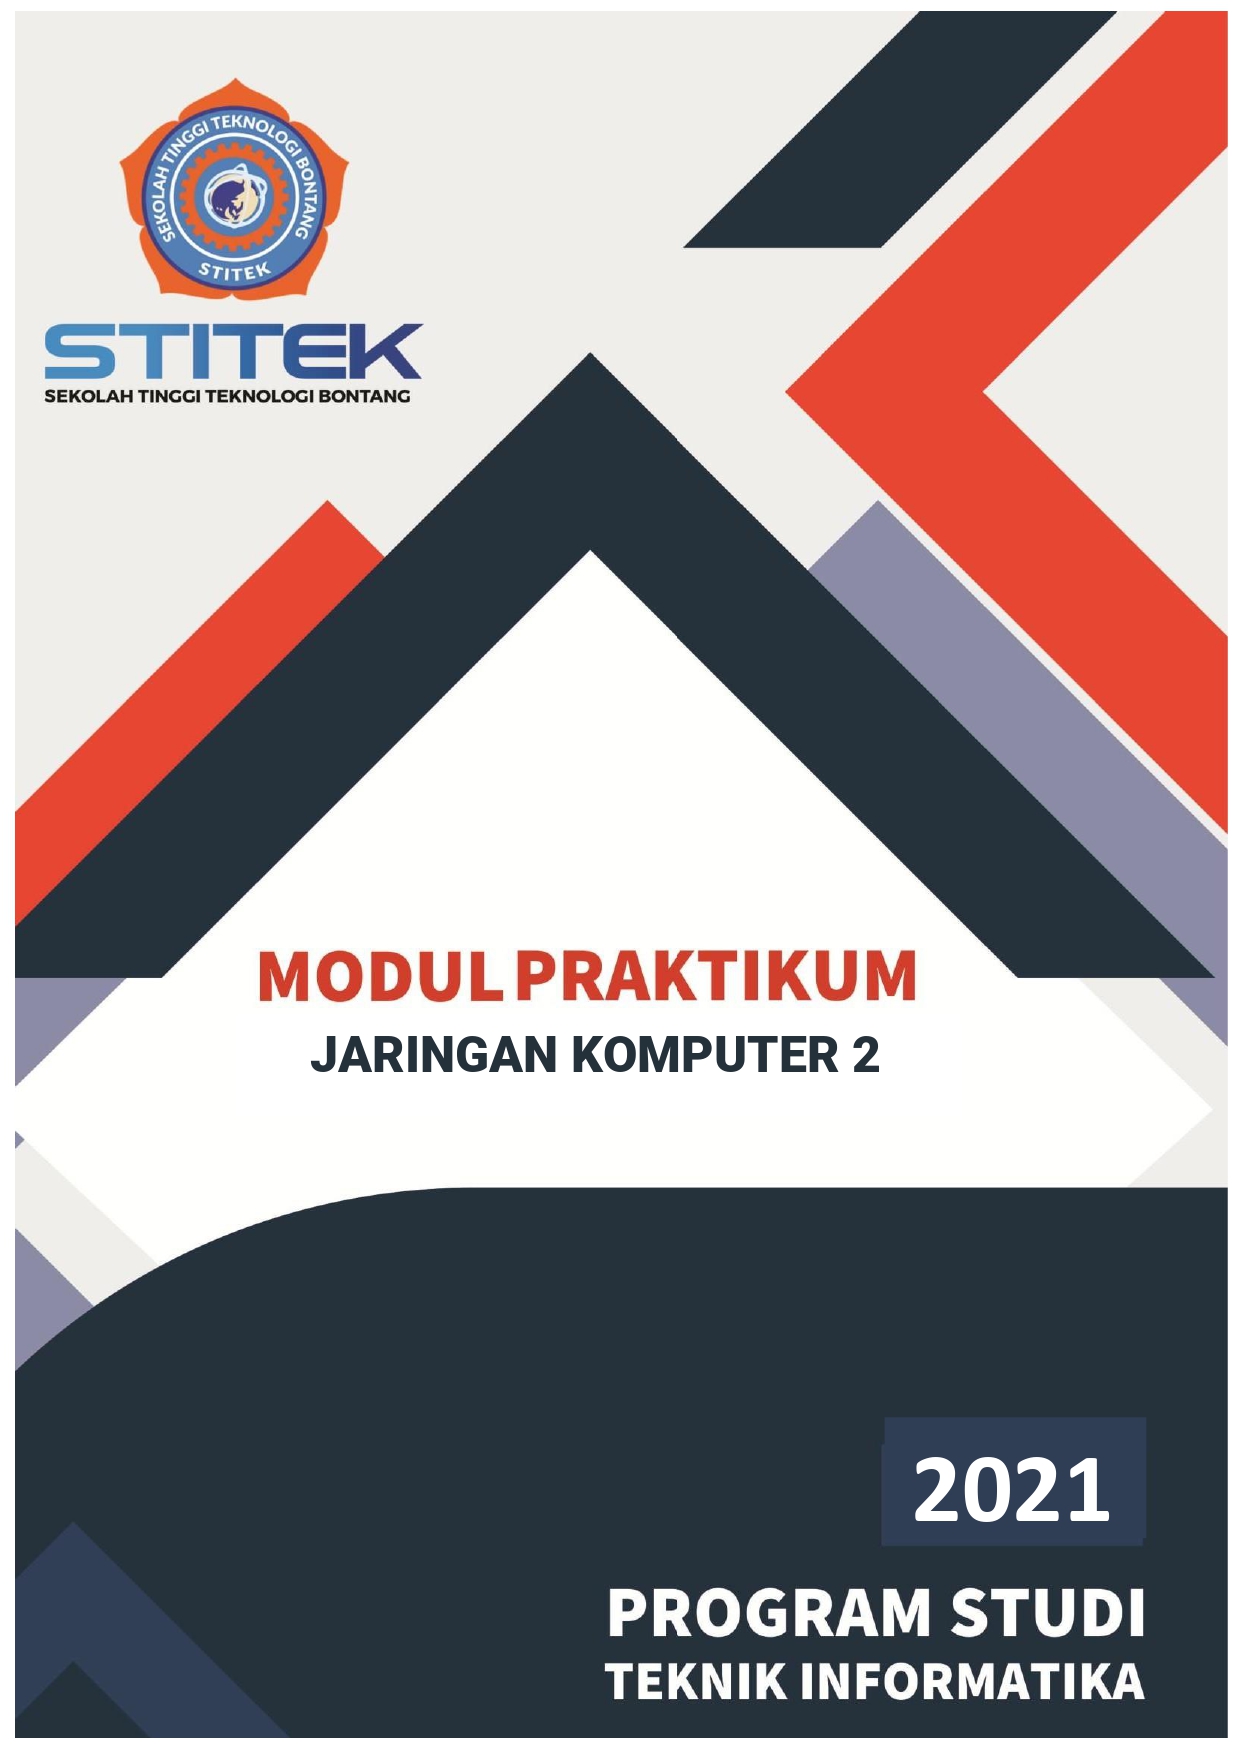 SEKOLAH TINGGI TEKNOLOGI BONTANG
STITEK
STITEK
SEKOLAH TINGGI TEKNOLOGI BONTANG
MODUL PRAKTIKUM
JARINGAN KOMPUTER 2
2021
PROGRAM STUDI
TEKNIK INFORMATIKA